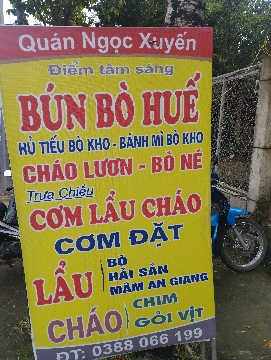 Quán Ngọc Xuyến
Điểm tâm sáng
BÚN BÒ HUẾ
HỦ TIẾU BÒ KHO - BÁNH MÌ BÒ KHO
CHÁO LƯƠN - BÒ NÉ
Trưa Chiều
CƠM LẨU CHÁO
CƠM ĐẶT
LẨU
BÒ
HẢI SẢN
MẮM AN GIANG
CHÁO
CHIM
GỎI VỊT
ĐT: 0388 066 199